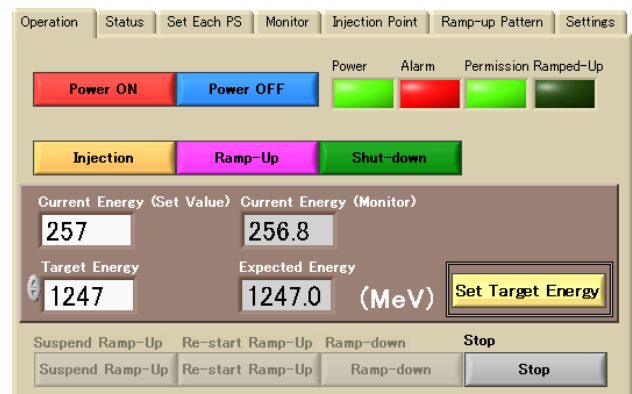 Operation Status Set Each PS Monitor Injection Point Ramp-up Pattern Settings
Power Alarm Permission Ramped-Up
Power ON Power OFF
Injection Ramp-Up Shut-down
Current Energy (Set Value) Current Energy (Monitor)
257 256.8
Target Energy Expected Energy
1247 1247.0 (MeV) Set Target Energy
Suspend Ramp-Up Re-start Ramp-Up Ramp-down Stop
Suspend Ramp-Up Re-start Ramp-Up Ramp-down Stop